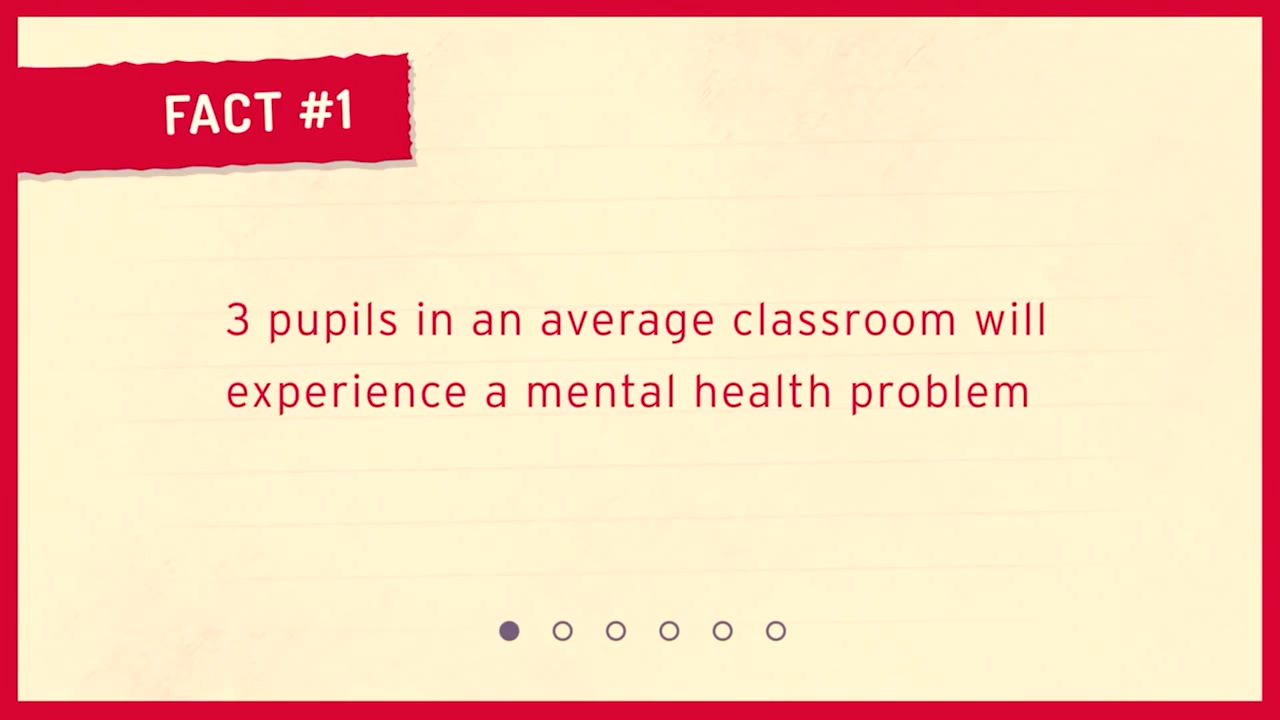 FACT #1
3 pupils in an average classroom will
experience a mental health problem